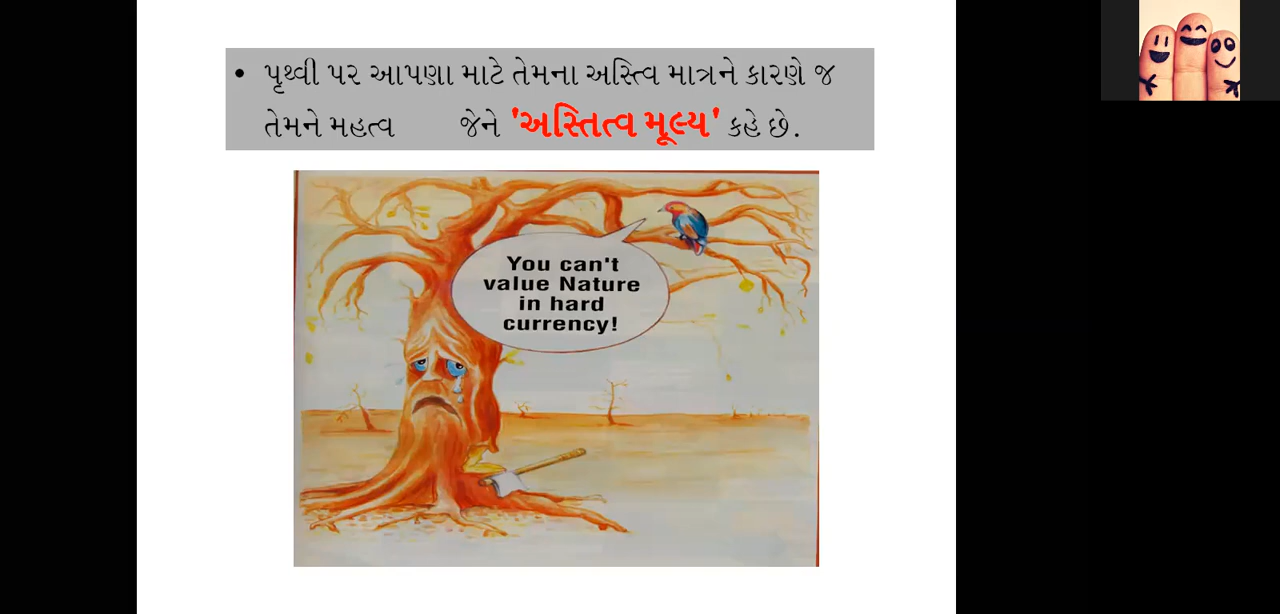 • પૃથ્વી પર આપણા માટે તેમના અસ્ત્વિ માત્રને કારણે જ
તેમને મહત્વ જેને 'અસ્તિત્વ મૂલ્ય' કહે છે.
You can't
value Nature
in hard
currency!